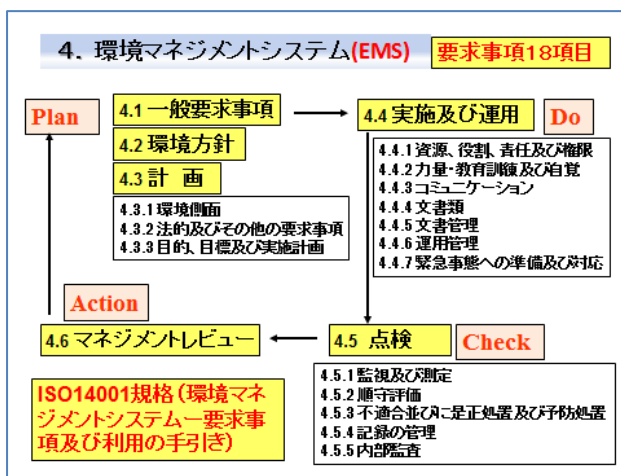 4. 環境マネジメントシステム(EMS)
要求事項18項目
Plan
4.1 一般要求事項
4.2 環境方針
4.3 計 画
4.3.1 環境側面
4.3.2 法的及びその他の要求事項
4.3.3 目的、目標及び実施計画
4.4 実施及び運用
Do
4.4.1 資源、役割、責任及び権限
4.4.2 力量・教育訓練及び自覚
4.4.3 コミュニケーション
4.4.4 文書類
4.4.5 文書管理
4.4.6 運用管理
4.4.7 緊急事態への準備及び対応
Action
4.6 マネジメントレビュー
4.5 点検
Check
4.5.1 監視及び測定
4.5.2 順守評価
4.5.3 不適合並びに是正処置及び予防処置
4.5.4 記録の管理
4.5.5 内部監査
ISO14001規格(環境マネ
ジメントシステムー要求事
項及び利用の手引き)